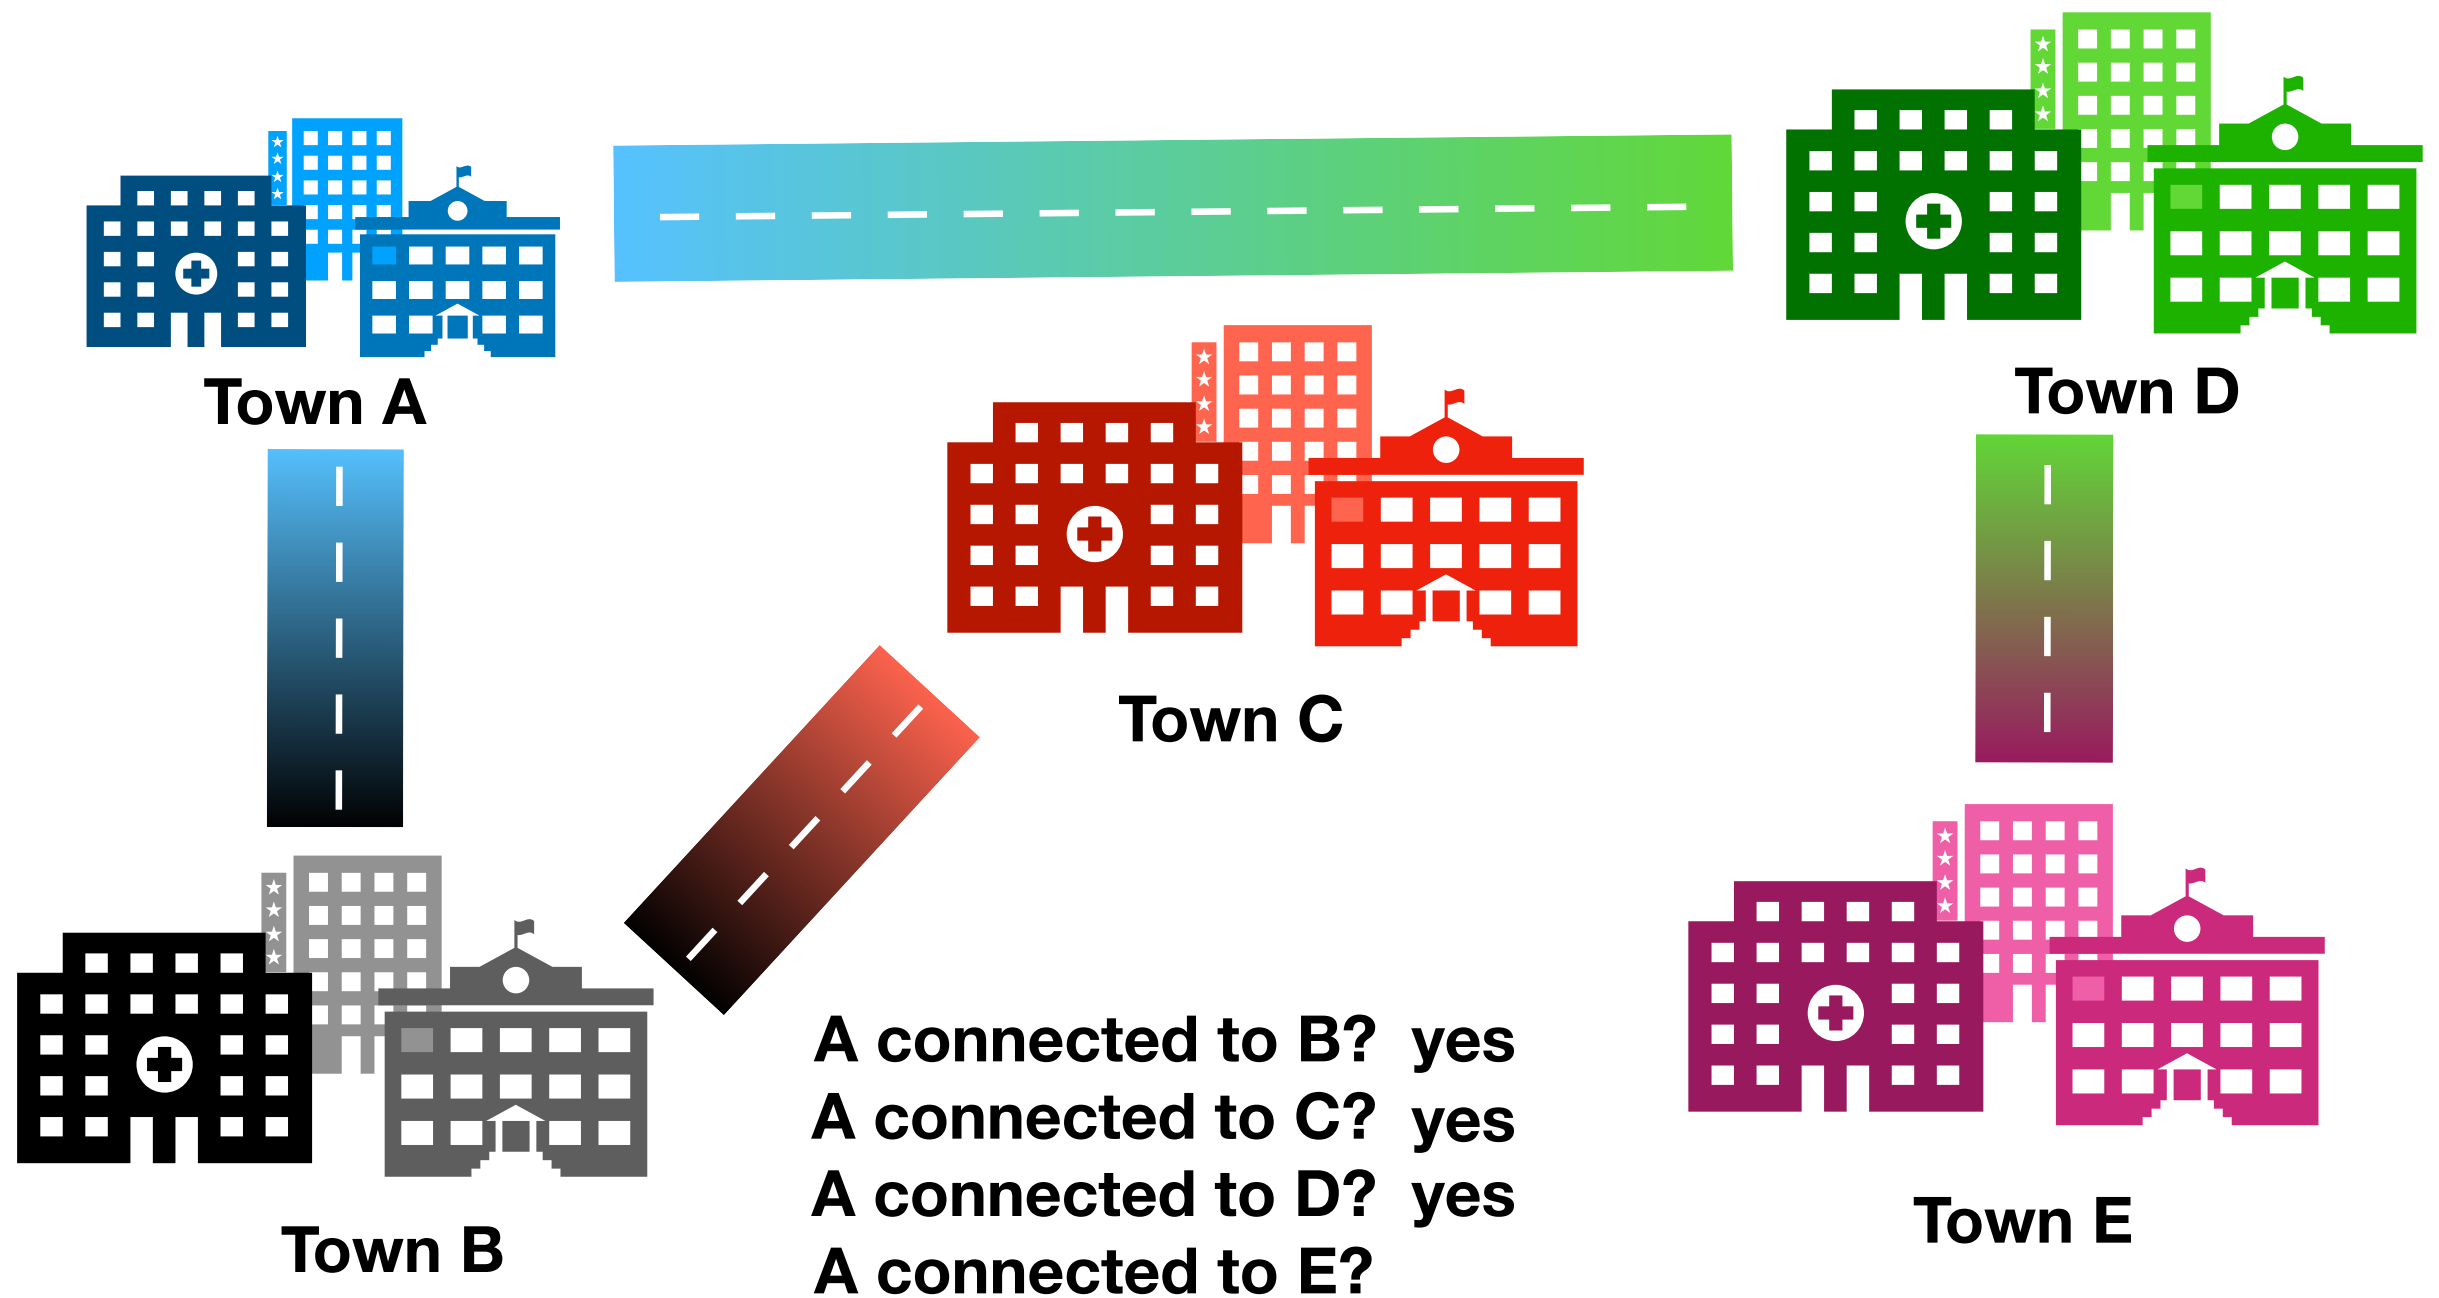 Town A
Town D
Town C
Town B
Town E
A connected to B? yes
A connected to C? yes
A connected to D? yes
A connected to E?